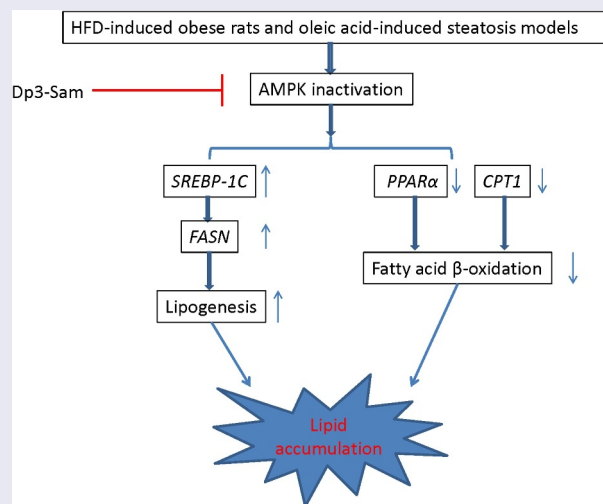 HFD-induced obese rats and oleic acid-induced steatosis models
Dp3-Sam
AMPK inactivation
SREBP-1C ↑
PPARα ↓
CPT1 ↓
FASN ↑
Fatty acid β-oxidation ↓
Lipogenesis ↑
Lipid
accumulation